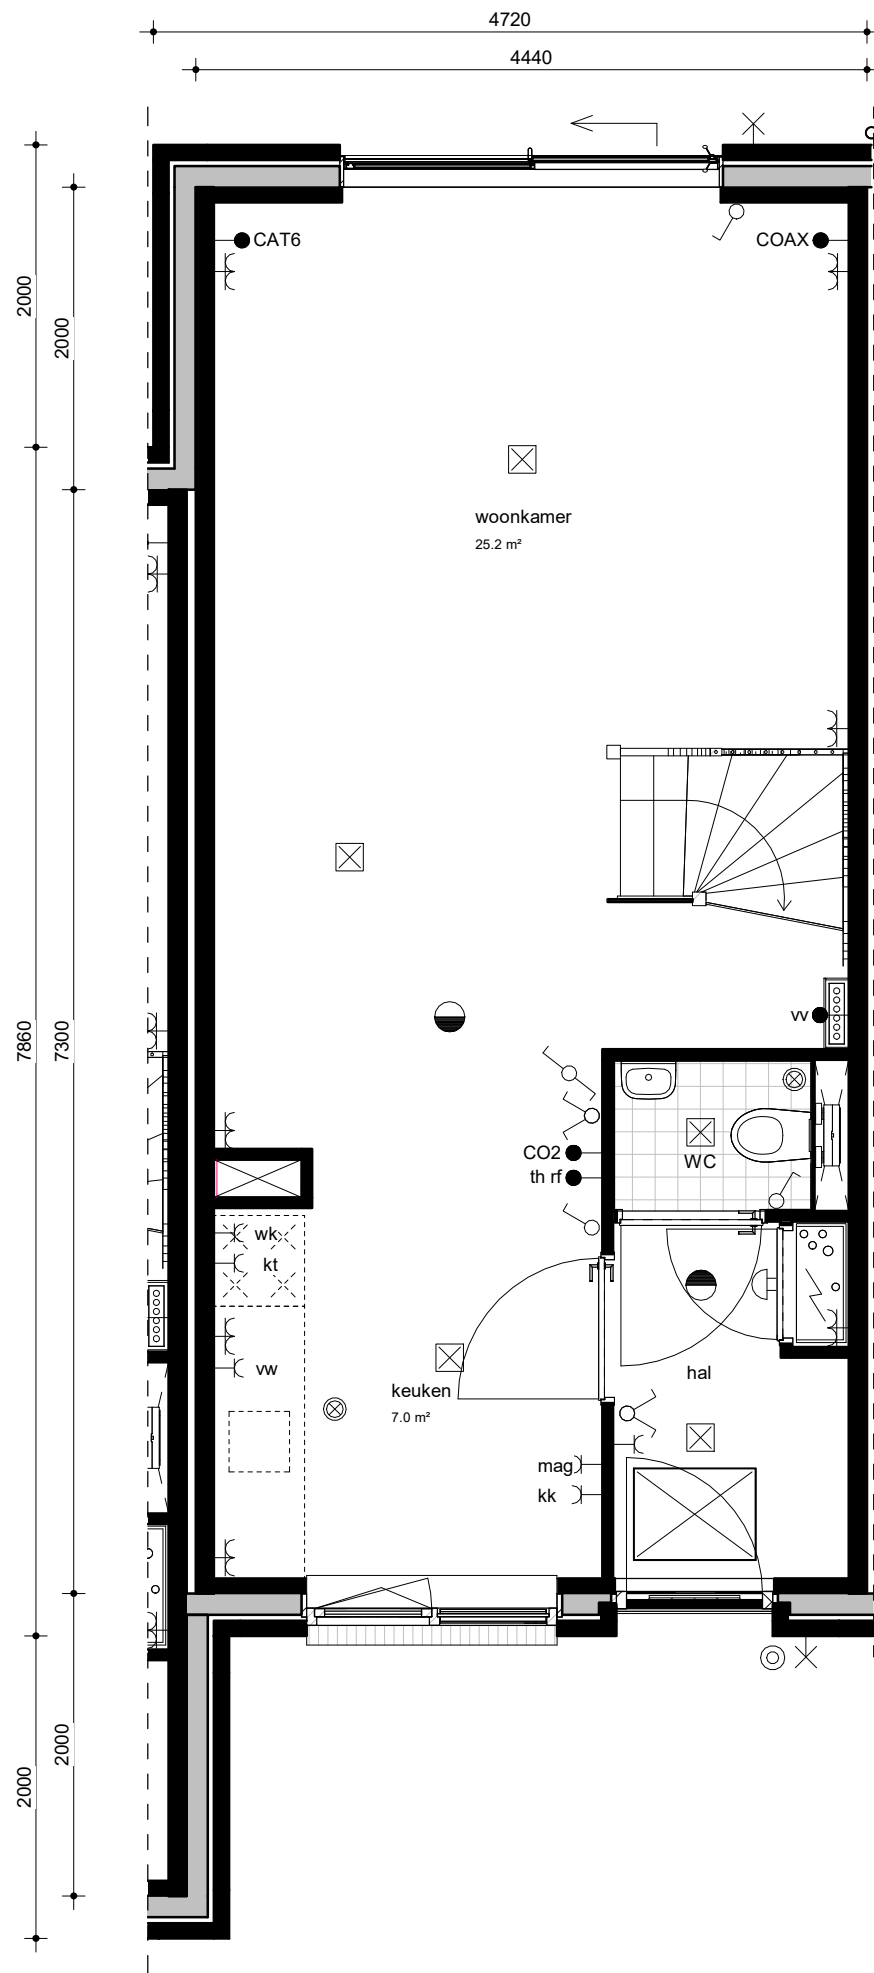 4720
4440
2000
2000
CAT6
COAX
woonkamer
25.2 m²
7860
7300
vv
CO2
th rf
WC
wk
kt
vw
keuken
7.0 m²
hal
mag
kk
2000
2000